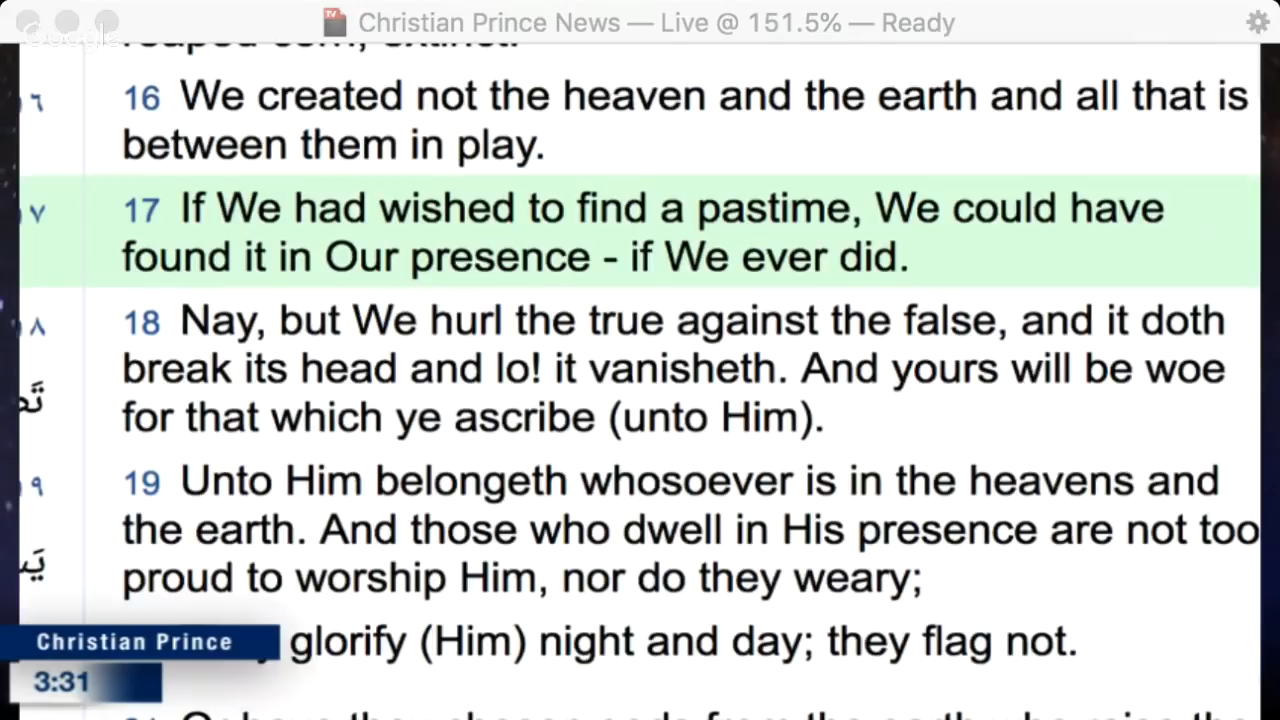 Christian Prince News — Live @ 151.5% — Ready
Google
16 We created not the heaven and the earth and all that is
between them in play.
17 If We had wished to find a pastime, We could have
found it in Our presence - if We ever did.
18 Nay, but We hurl the true against the false, and it doth
break its head and lo! it vanisheth. And yours will be woe
for that which ye ascribe (unto Him).
19 Unto Him belongeth whosoever is in the heavens and
the earth. And those who dwell in His presence are not too
proud to worship Him, nor do they weary;
glorify (Him) night and day; they flag not.
Christian Prince
3:31